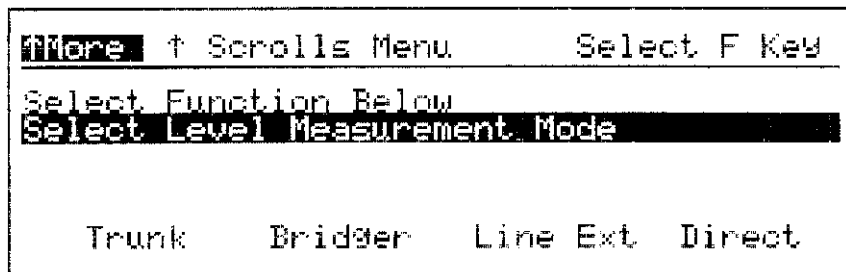 ↑More ↑ Scrolls Menu Select F Key
Select Function Below
Select Level Measurement Mode
Trunk Bridger Line Ext Direct